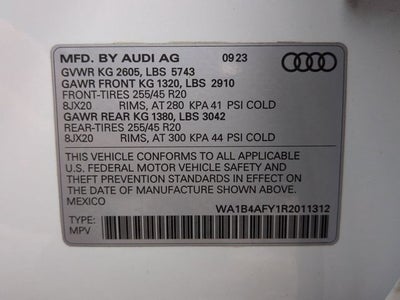 MFD. BY AUDI AG 09 23
GVWR KG 2605, LBS 5743
GAWR FRONT KG 1320, LBS 2910
FRONT-TIRES 255/45 R20
8JX20 RIMS, AT 280 KPA 41 PSI COLD
GAWR REAR KG 1380, LBS 3042
REAR-TIRES 255/45 R20
8JX20 RIMS, AT 300 KPA 44 PSI COLD
THIS VEHICLE CONFORMS TO ALL APPLICABLE
U.S. FEDERAL MOTOR VEHICLE SAFETY AND
THEFT PREVENTION STANDARDS IN EFFECT ON
THE DATE OF MANUFACTURE SHOWN ABOVE.
MEXICO
WA1B4AFY1R2011312
TYPE:
MPV